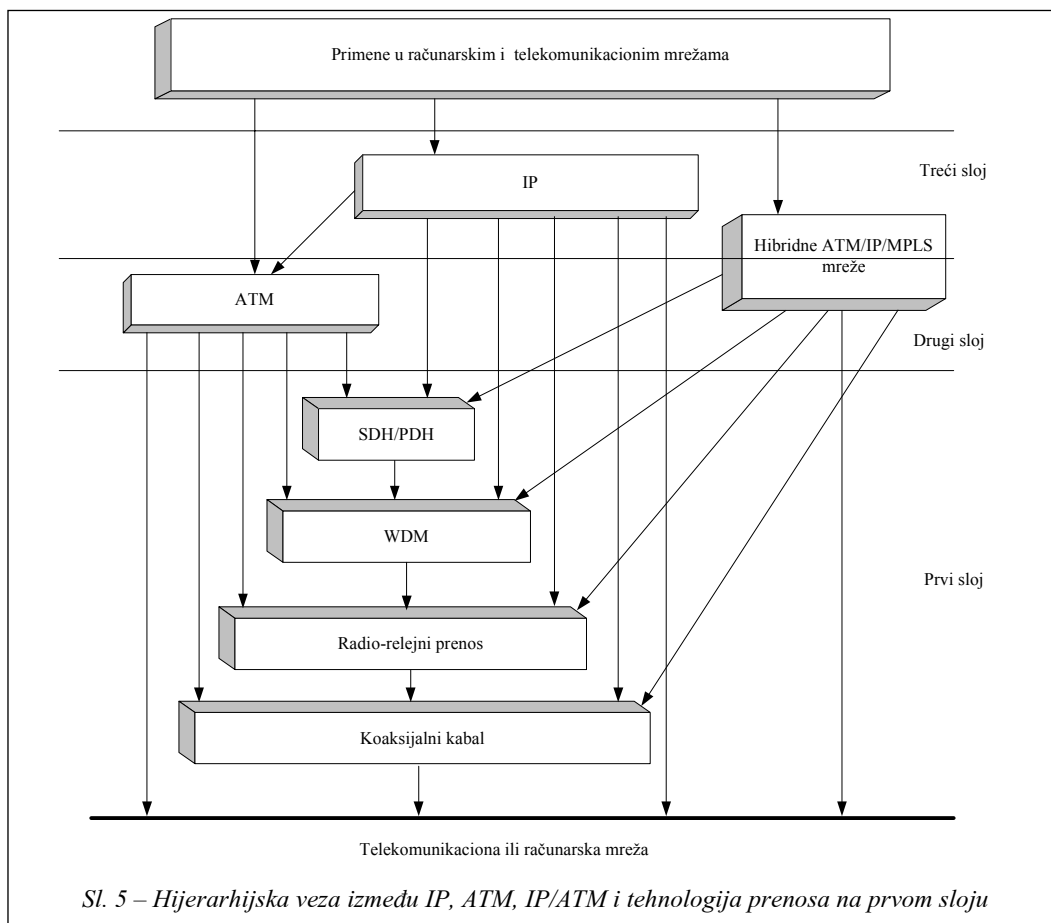 Primene u računarskim i telekomunikacionim mrežama
Treći sloj
IP
Hibridne ATM/IP/MPLS
mreže
ATM
Drugi sloj
SDH/PDH
WDM
Prvi sloj
Radio-relejni prenos
Koaksijalni kabal
Telekomunikaciona ili računarska mreža
Sl. 5 – Hijerarhijska veza između IP, ATM, IP/ATM i tehnologija prenosa na prvom sloju